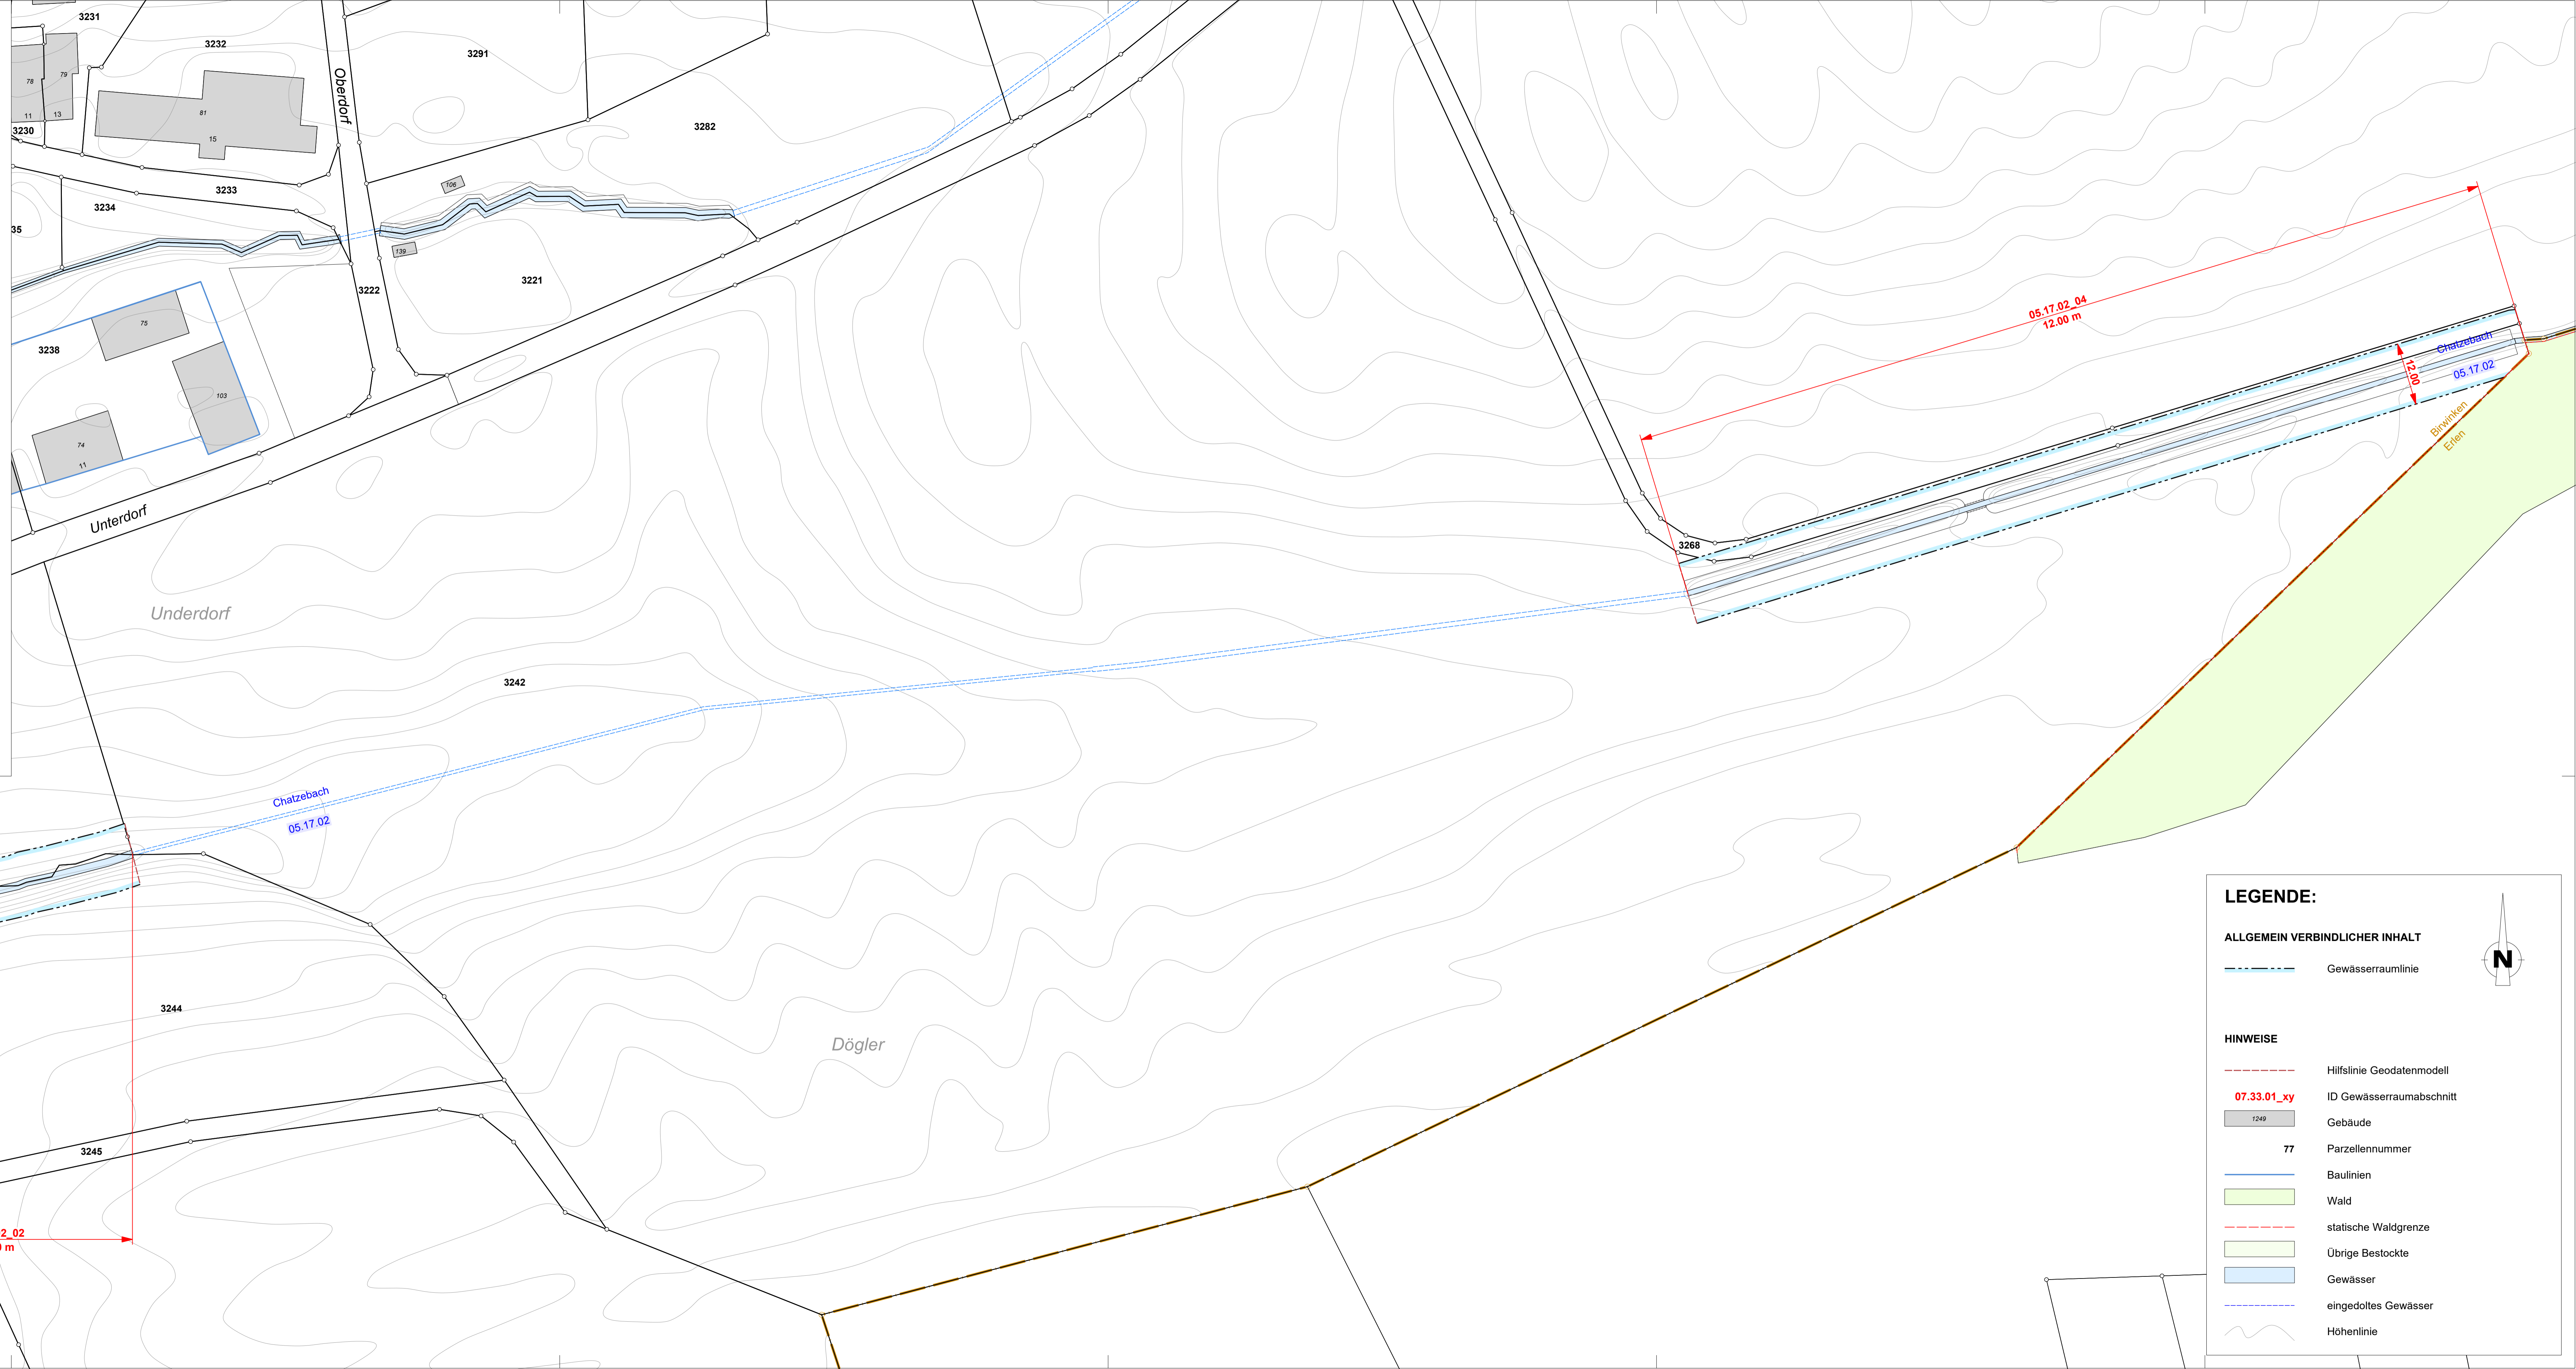 3231
3232
3291
Oberdorf
78
79
11
13
81
15
3230
3282
3233
106
3234
35
139
3222
3221
75
3238
103
74
11
Unterdorf
05.17.02_04
12.00 m
Chatzebach
12.00
05.17.02
Birwinken
Erlen
3268
Underdorf
3242
Chatzebach
05.17.02
3244
Dögler
3245
2_02
m
LEGENDE:
ALLGEMEIN VERBINDLICHER INHALT
Gewässerraumlinie
N
HINWEISE
Hilfslinie Geodatenmodell
07.33.01_xy ID Gewässerraumabschnitt
1249 Gebäude
77 Parzellennummer
Baulinien
Wald
statische Waldgrenze
Übrige Bestockte
Gewässer
eingedoltes Gewässer
Höhenlinie